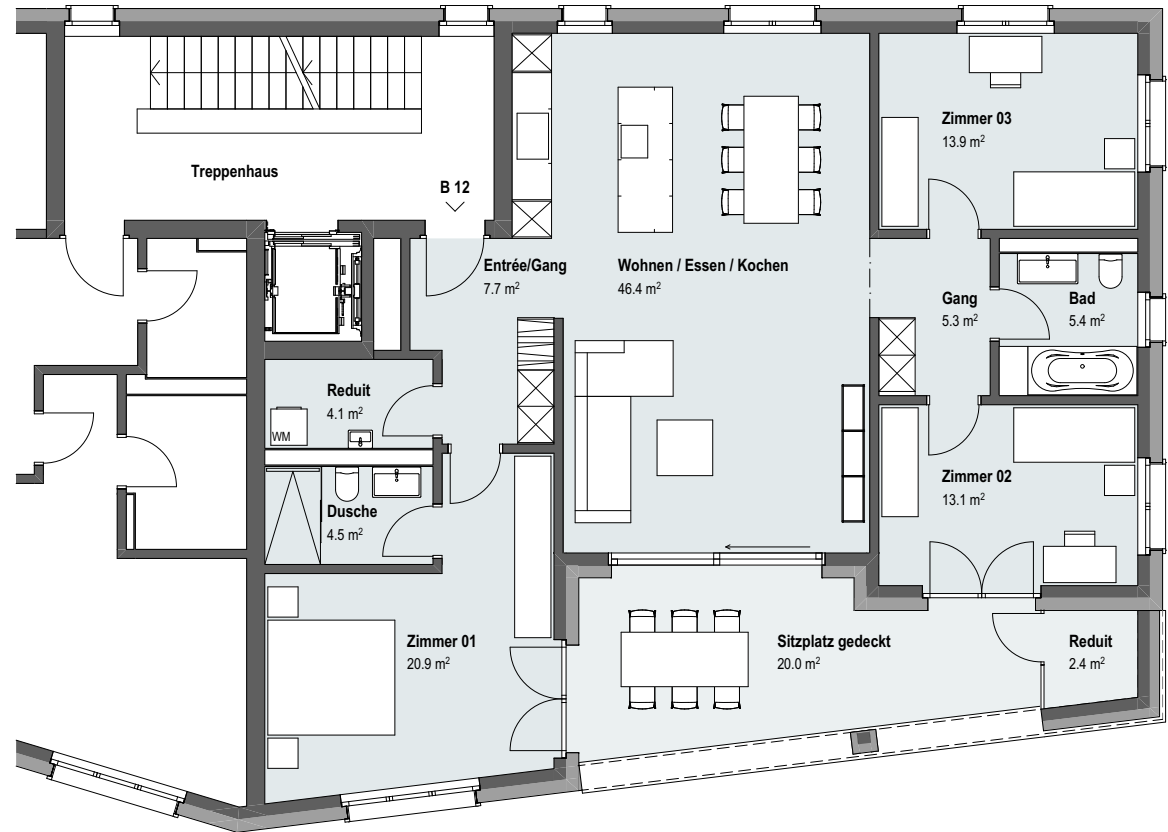 Treppenhaus
B 12
Zimmer 03
13.9 m²
Entrée/Gang
7.7 m²
Wohnen / Essen / Kochen
46.4 m²
Gang
5.3 m²
Bad
5.4 m²
Reduit
4.1 m²
WM
Dusche
4.5 m²
Zimmer 02
13.1 m²
Zimmer 01
20.9 m²
Sitzplatz gedeckt
20.0 m²
Reduit
2.4 m²